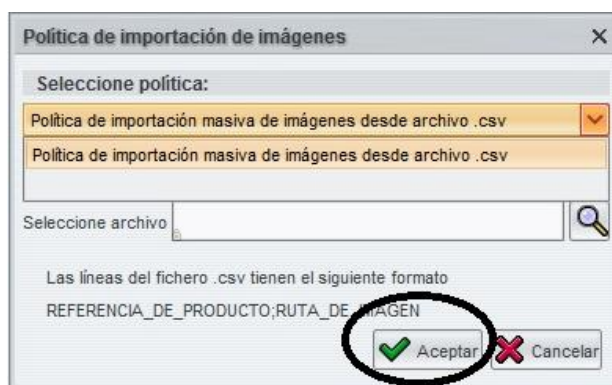 Política de importación de imágenes
Seleccione política:
Política de importación masiva de imágenes desde archivo .csv
Política de importación masiva de imágenes desde archivo .csv
Seleccione archivo
Las líneas del fichero .csv tienen el siguiente formato
REFERENCIA_DE_PRODUCTO;RUTA_DE_IMAGEN
Aceptar Cancelar